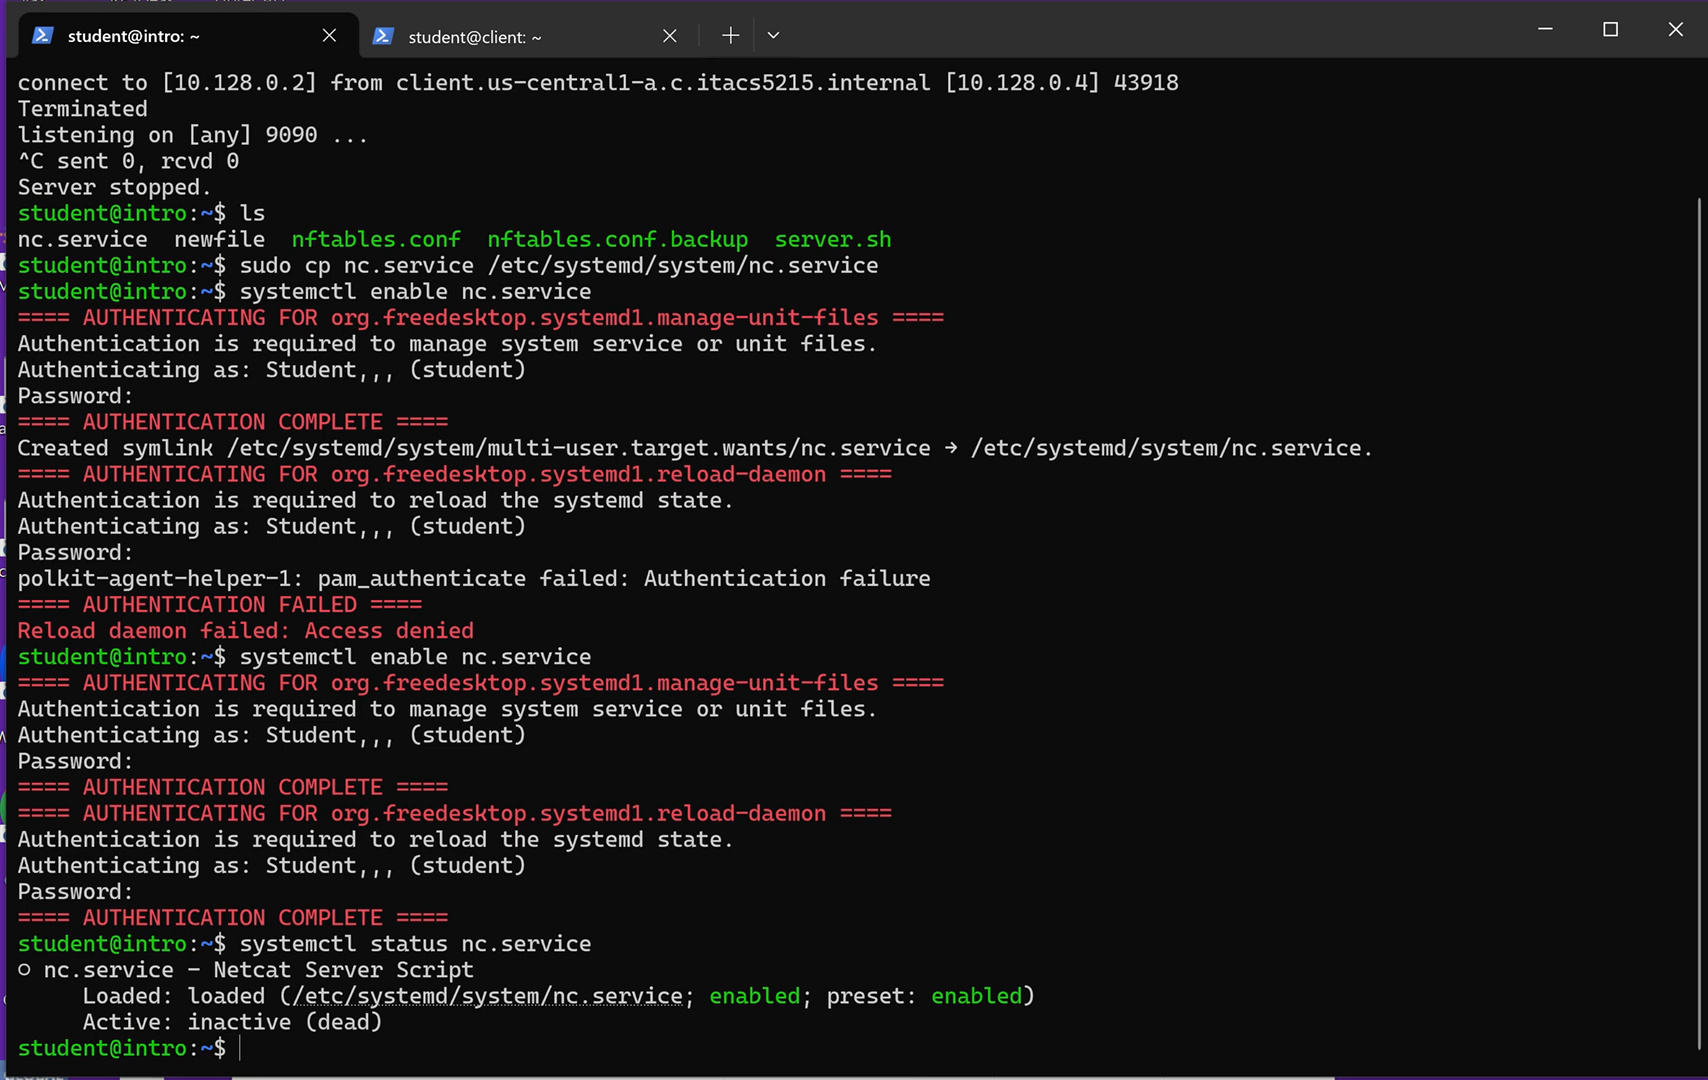 student@intro: ~
student@client: ~
connect to [10.128.0.2] from client.us-central1-a.c.itacs5215.internal [10.128.0.4] 43918
Terminated
listening on [any] 9090 ...
^C sent 0, rcvd 0
Server stopped.
student@intro:~$ ls
nc.service  newfile  nftables.conf  nftables.conf.backup  server.sh
student@intro:~$ sudo cp nc.service /etc/systemd/system/nc.service
student@intro:~$ systemctl enable nc.service
==== AUTHENTICATING FOR org.freedesktop.systemd1.manage-unit-files ====
Authentication is required to manage system service or unit files.
Authenticating as: Student,,, (student)
Password:
==== AUTHENTICATION COMPLETE ====
Created symlink /etc/systemd/system/multi-user.target.wants/nc.service → /etc/systemd/system/nc.service.
==== AUTHENTICATING FOR org.freedesktop.systemd1.reload-daemon ====
Authentication is required to reload the systemd state.
Authenticating as: Student,,, (student)
Password:
polkit-agent-helper-1: pam_authenticate failed: Authentication failure
==== AUTHENTICATION FAILED ====
Reload daemon failed: Access denied
student@intro:~$ systemctl enable nc.service
==== AUTHENTICATING FOR org.freedesktop.systemd1.manage-unit-files ====
Authentication is required to manage system service or unit files.
Authenticating as: Student,,, (student)
Password:
==== AUTHENTICATION COMPLETE ====
==== AUTHENTICATING FOR org.freedesktop.systemd1.reload-daemon ====
Authentication is required to reload the systemd state.
Authenticating as: Student,,, (student)
Password:
==== AUTHENTICATION COMPLETE ====
student@intro:~$ systemctl status nc.service
○ nc.service - Netcat Server Script
     Loaded: loaded (/etc/systemd/system/nc.service; enabled; preset: enabled)
     Active: inactive (dead)
student@intro:~$